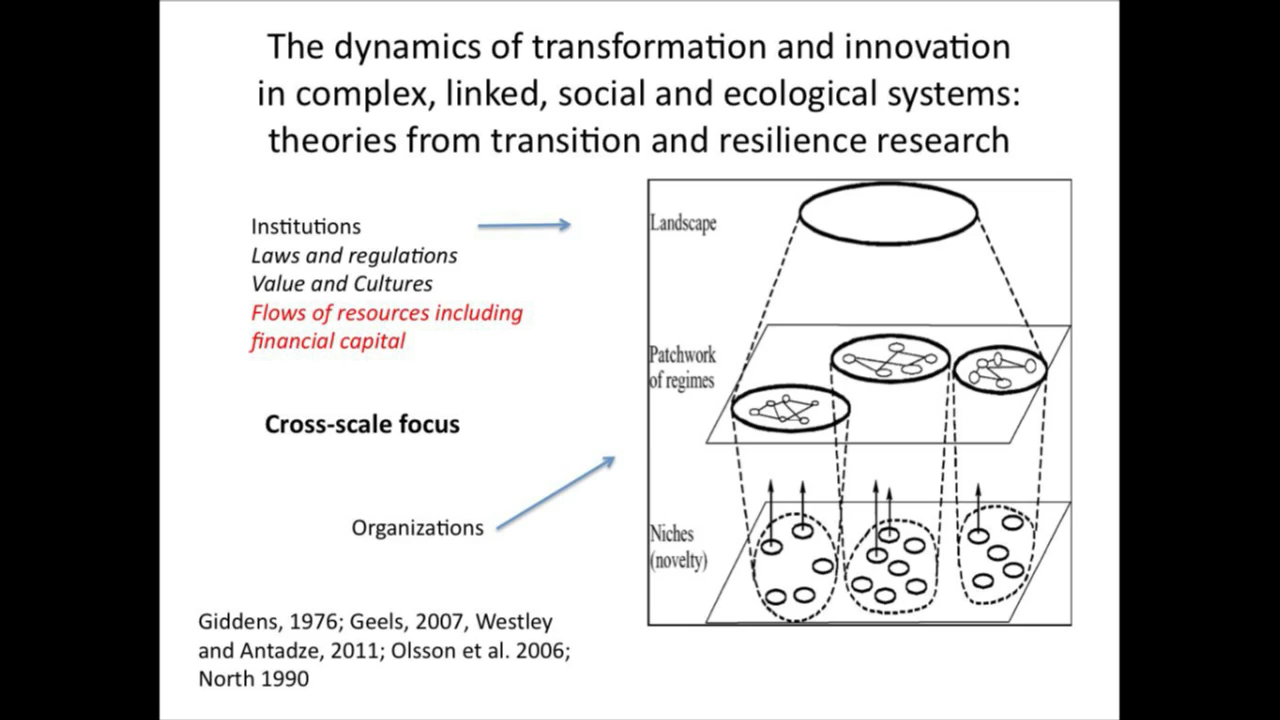 The dynamics of transformation and innovation
in complex, linked, social and ecological systems:
theories from transition and resilience research
Institutions
Laws and regulations
Value and Cultures
Flows of resources including
financial capital
Cross-scale focus
Organizations
Giddens, 1976; Geels, 2007, Westley
and Antadze, 2011; Olsson et al. 2006;
North 1990
Landscape
Patchwork
of regimes
Niches
(novelty)